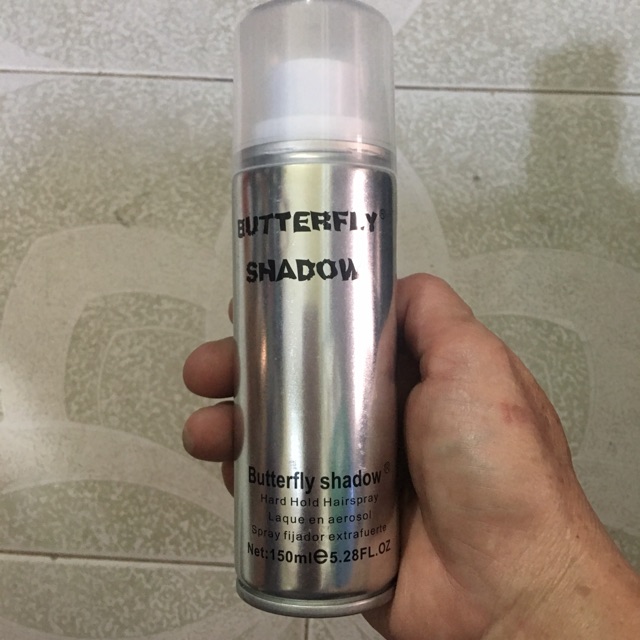 BUTTERFLY®
SHADOW
Butterfly shadow®
Hard Hold Hairspray
Laque en aerosol
Spray fijador extrafuerte
Net:150ml℮5.28FL.OZ